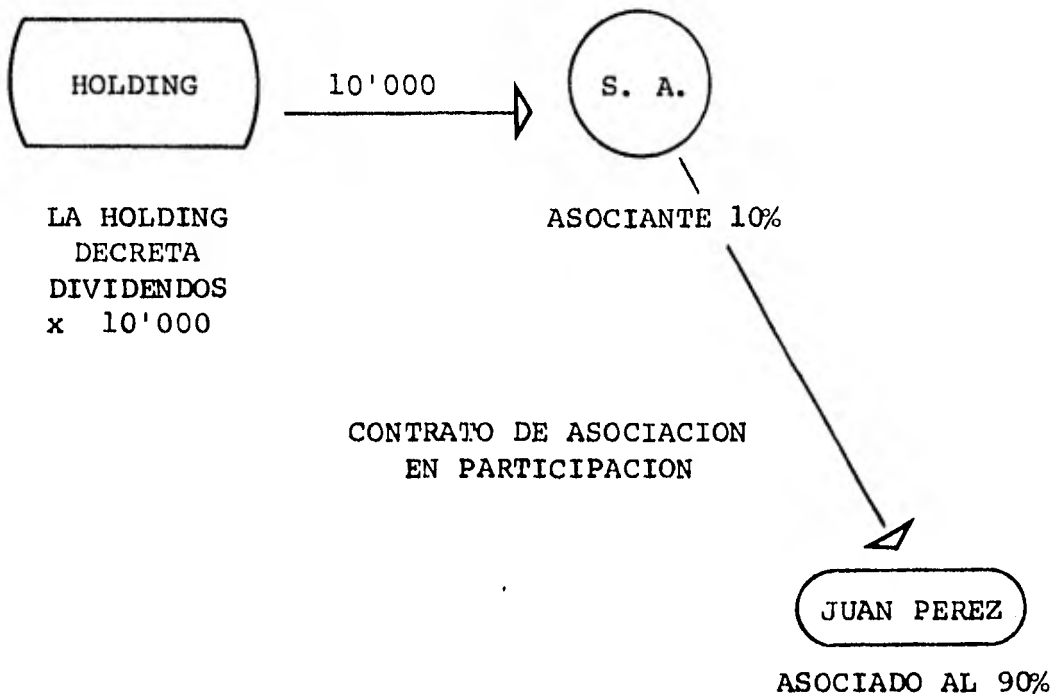 HOLDING
10'000
S. A.
LA HOLDING
DECRETA
DIVIDENDOS
x 10'000
ASOCIANTE 10%
CONTRATO DE ASOCIACION
EN PARTICIPACION
JUAN PEREZ
ASOCIADO AL 90%